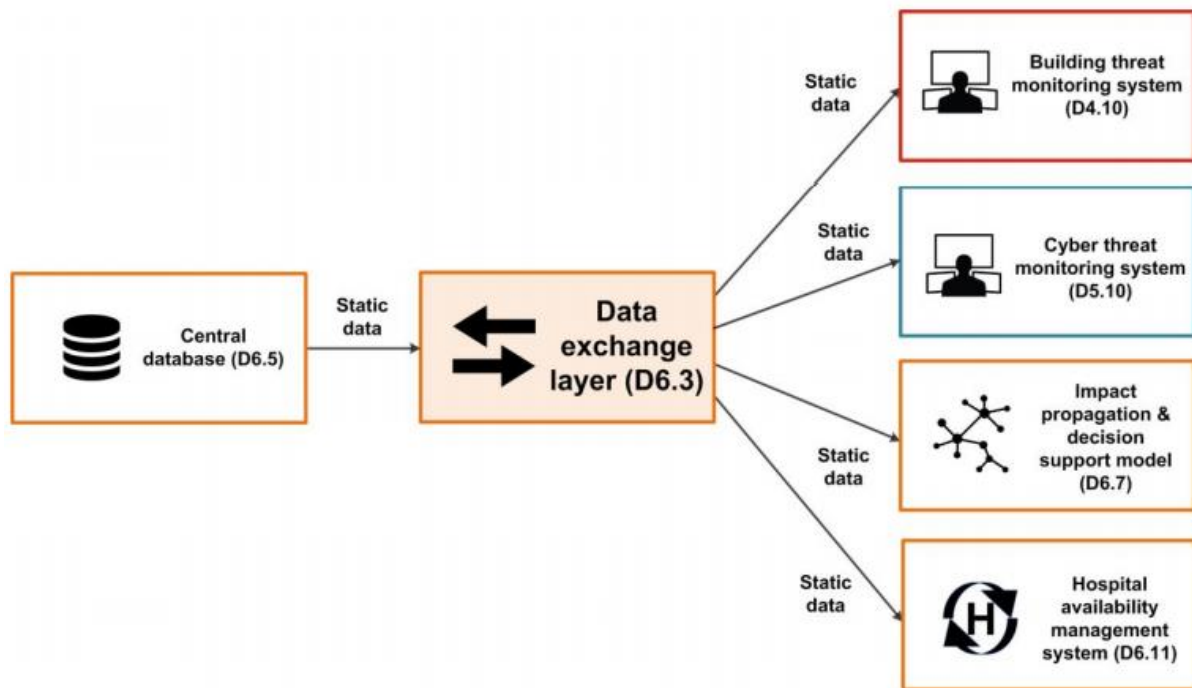 Static
data
Building threat
monitoring system
(D4.10)
Static
data
Cyber threat
monitoring system
(D5.10)
Central
database (D6.5)
Static
data
Data
exchange
layer (D6.3)
Static
data
Impact
propagation &
decision
support model
(D6.7)
Static
data
H
Hospital
availability
management
system (D6.11)